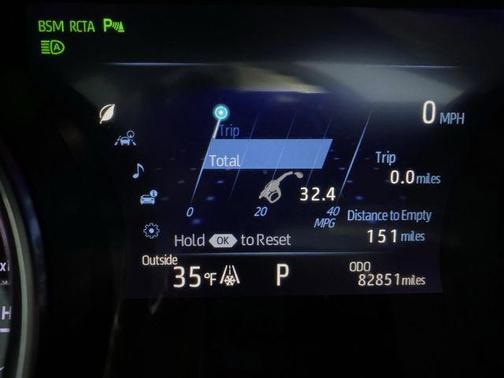 BSM RCTA P
A
0 MPH
Trip
Total
Trip
0.0 miles
32.4
0 20 40
MPG
Distance to Empty
151 miles
Hold OK to Reset
Outside
35°F P
ODO
82851 miles
H